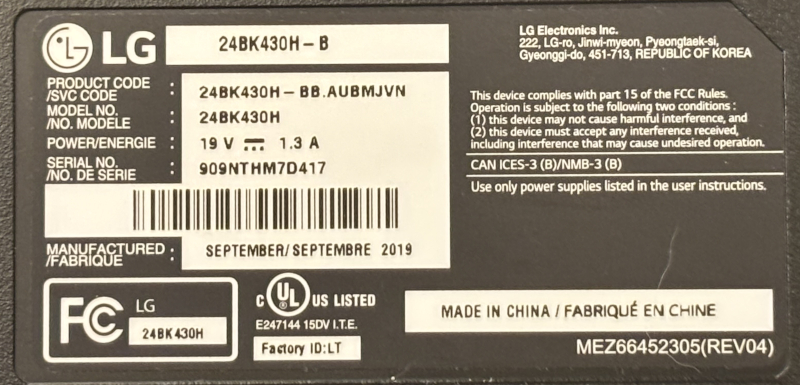 LG
24BK430H-B
LG Electronics Inc.
222, LG-ro, Jinwi-myeon, Pyeongtaek-si,
Gyeonggi-do, 451-713, REPUBLIC OF KOREA
PRODUCT CODE
/SVC CODE : 24BK430H-BB.AUBMJVN
MODEL NO.
/NO. MODELE : 24BK430H
POWER/ENERGIE : 19 V ⎓ 1.3 A
SERIAL NO.
/NO. DE SERIE : 909NTHM7D417
MANUFACTURED
/FABRIQUE : SEPTEMBER/SEPTEMBRE 2019
This device complies with part 15 of the FCC Rules.
Operation is subject to the following two conditions :
(1) this device may not cause harmful interference, and
(2) this device must accept any interference received,
including interference that may cause undesired operation.
CAN ICES-3 (B)/NMB-3 (B)
Use only power supplies listed in the user instructions.
FC LG
24BK430H
C UL US LISTED
E247144 15DV I.T.E.
Factory ID:LT
MADE IN CHINA / FABRIQUÉ EN CHINE
MEZ66452305(REV04)